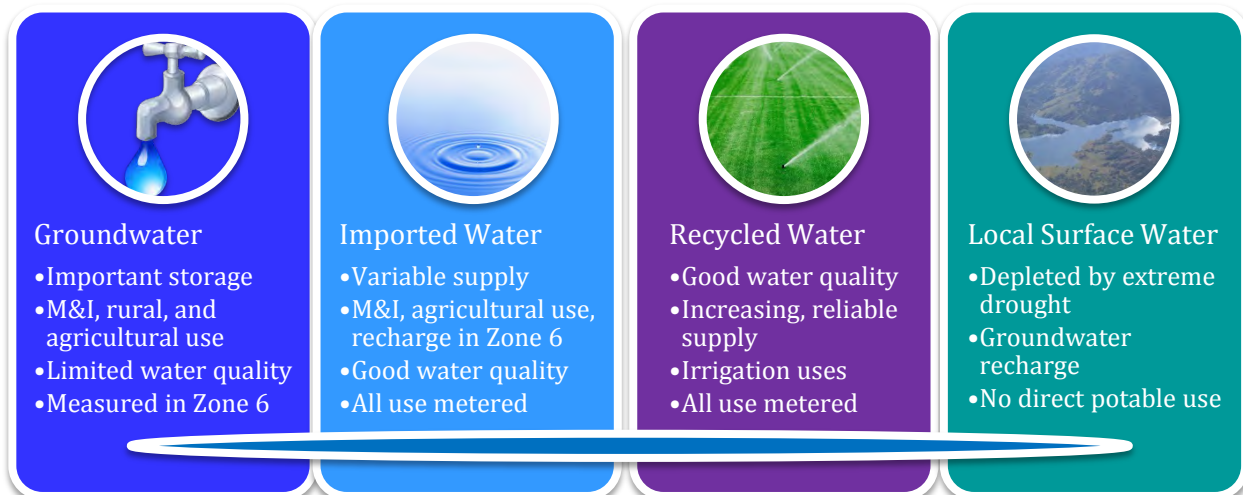 Groundwater
•Important storage
•M&I, rural, and
agricultural use
•Limited water quality
•Measured in Zone 6
Imported Water
•Variable supply
•M&I, agricultural use,
recharge in Zone 6
•Good water quality
•All use metered
Recycled Water
•Good water quality
•Increasing, reliable
supply
•Irrigation uses
•All use metered
Local Surface Water
•Depleted by extreme
drought
•Groundwater
recharge
•No direct potable use